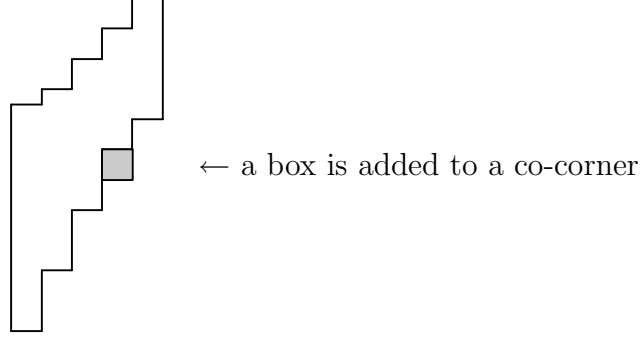 ← a box is added to a co-corner